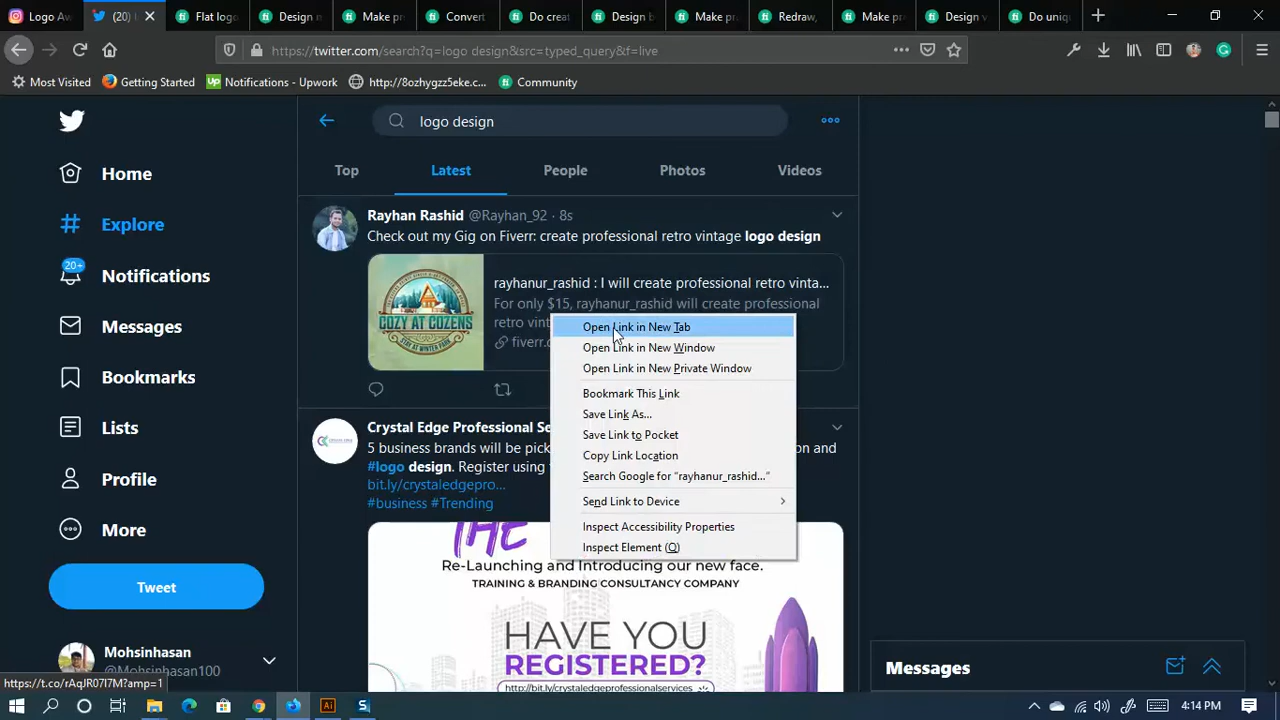 Logo Aw
(20)
Flat logo
Design n
Make pr
Convert
Do creat
Design b
Make pr
Redraw,
Make pr
Design v
Do uniq
https://twitter.com/search?q=logo design&src=typed_query&f=live
Most Visited
Getting Started
Notifications - Upwork
http://8ozhygzz5eke.c...
Community
logo design
Top
Latest
People
Photos
Videos
Home
Explore
20+
Notifications
Messages
Bookmarks
Lists
Profile
More
Tweet
Mohsinhasan
@Mohsinhasan100
https://t.co/rAqJR07I7M?amp=1
Rayhan Rashid @Rayhan_92 · 8s
Check out my Gig on Fiverr: create professional retro vintage logo design
COZY AT COZENS
STAY AT WINTER PARK
rayhanur_rashid : I will create professional retro vinta...
For only $15, rayhanur_rashid will create professional
retro vint
fiverr.c
Open Link in New Tab
Open Link in New Window
Open Link in New Private Window
Bookmark This Link
Save Link As...
Save Link to Pocket
Copy Link Location
Search Google for “rayhanur_rashid...”
Send Link to Device
Inspect Accessibility Properties
Inspect Element (Q)
Crystal Edge Professional Se
5 business brands will be pick
on and
#logo design. Register using
bit.ly/crystaledgepro...
#business #Trending
THE
Re-Launching and Introducing our new face.
TRAINING & BRANDING CONSULTANCY COMPANY
HAVE YOU
REGISTERED?
http://bit.ly/crystaledgeprofessionalservices
Messages
Ai
S
4:14 PM